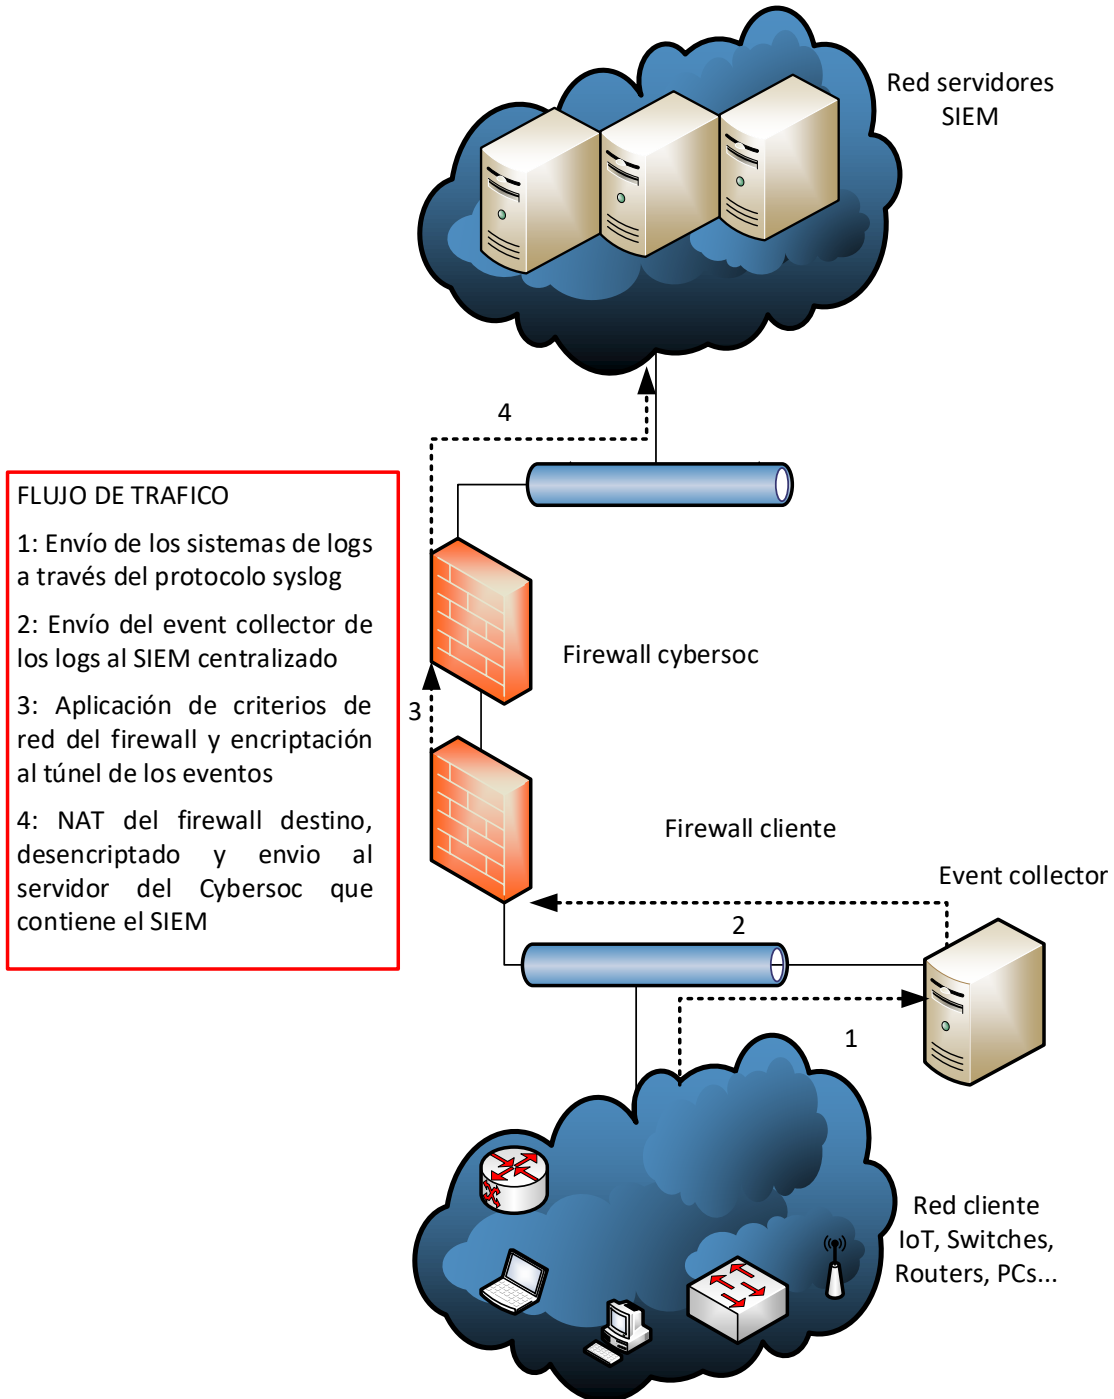 Red servidores
SIEM
4
FLUJO DE TRAFICO
1: Envío de los sistemas de logs
a través del protocolo syslog
2: Envío del event collector de
los logs al SIEM centralizado
3: Aplicación de criterios de
red del firewall y encriptación
al túnel de los eventos
4: NAT del firewall destino,
desencriptado y envio al
servidor del Cybersoc que
contiene el SIEM
Firewall cybersoc
3
Firewall cliente
Event collector
2
1
Red cliente
IoT, Switches,
Routers, PCs...